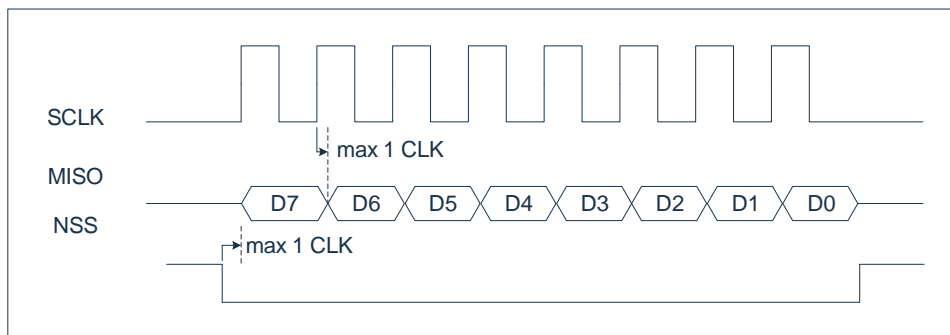 SCLK
max 1 CLK
MISO
D7 D6 D5 D4 D3 D2 D1 D0
NSS
max 1 CLK